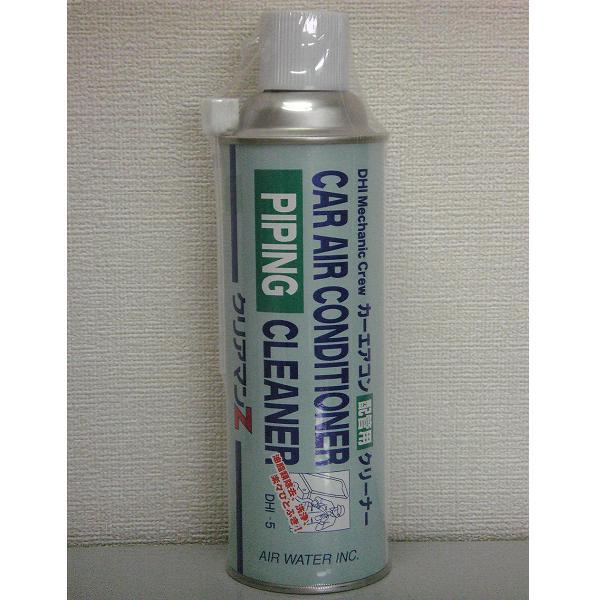 DHI Mechanic Crew カーエアコン 配管用 クリーナー
CAR AIR CONDITIONER
PIPING CLEANER
クリアマンZ
DHI-5
AIR WATER INC.